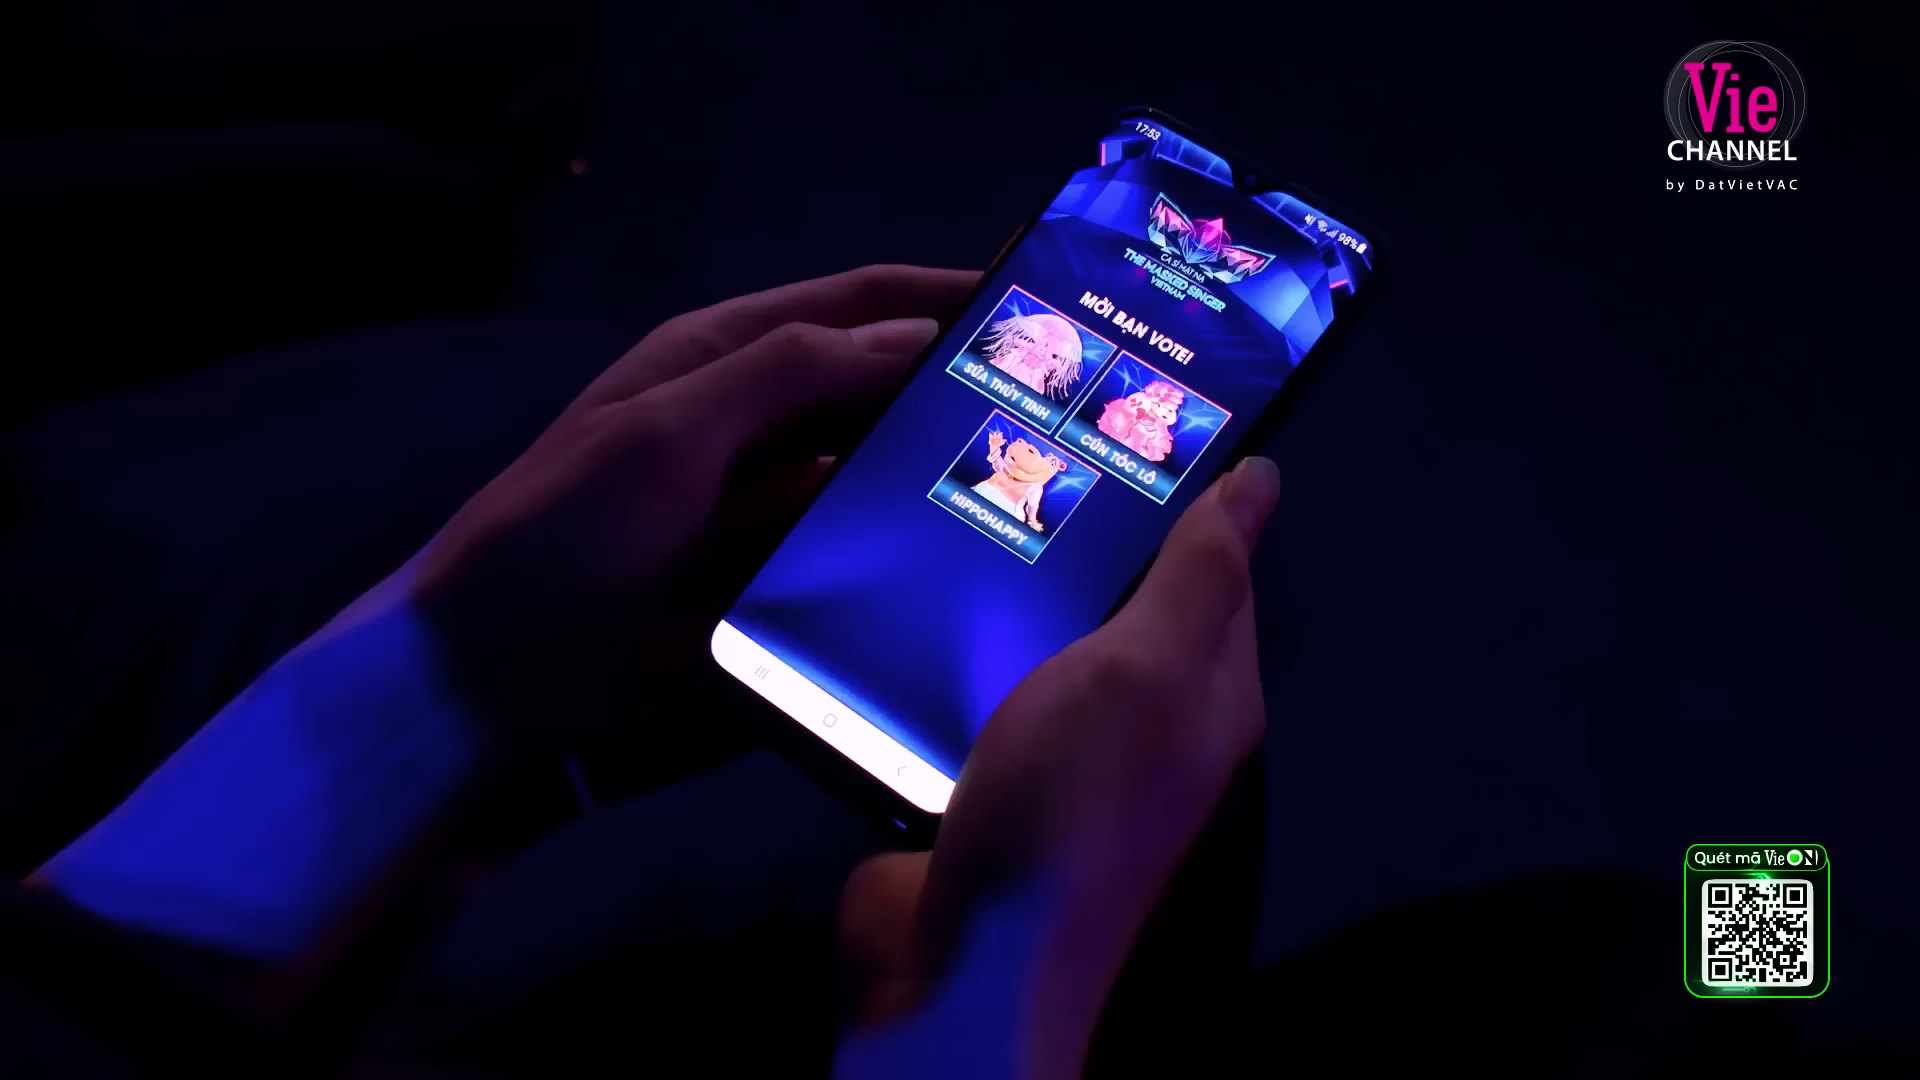 Vie
CHANNEL
by DatVietVAC
17:53
98%
CA SĨ MẶT NẠ
THE MASKED SINGER
VIETNAM
MỜI BẠN VOTE!
SỨA THỦY TINH
CÚN TÓC LÔ
HIPPOHAPPY
Quét mã VieON